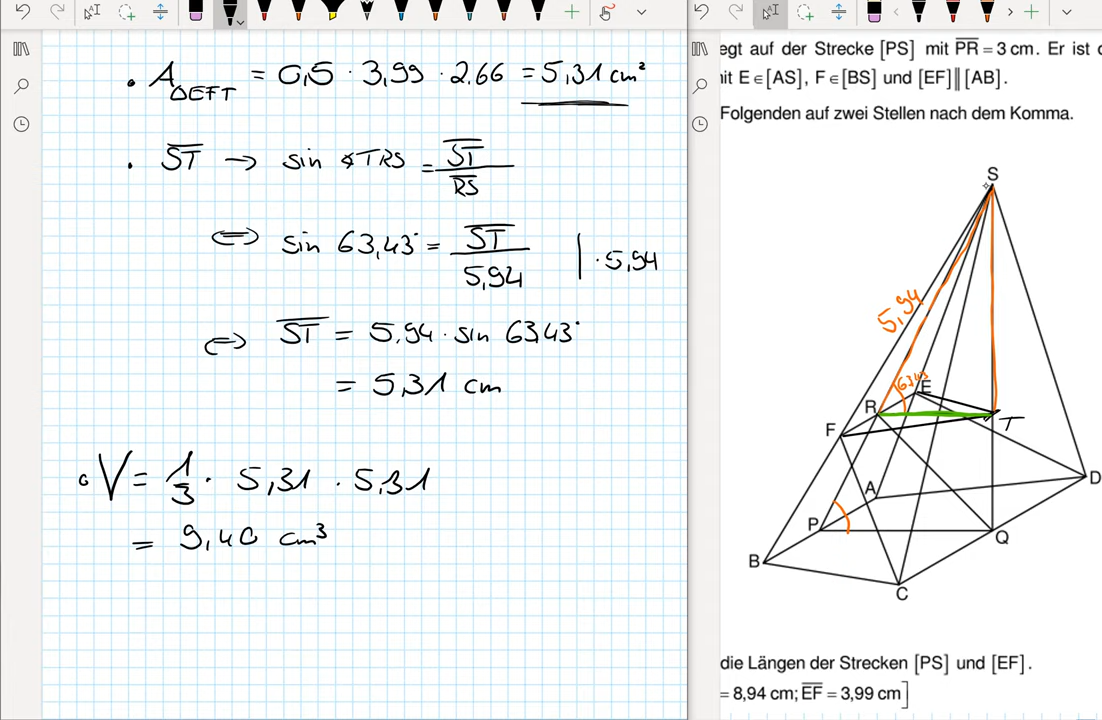 . A ΔEFT = 0,5 · 3,99 · 2.66 = 5,31 cm²
. ST → sin ∢TRS = ST / RS
⇔ sin 63,43° = ST / 5,94 | · 5,94
⇔ ST = 5,94 · sin 63,43°
= 5,31 cm
V = 1/3 · 5,31 · 5,31
= 9,40 cm³
egt auf der Strecke [PS] mit PR = 3 cm. Er ist
it E ∈ [AS], F ∈ [BS] und [EF] ∥ [AB].
Folgenden auf zwei Stellen nach dem Komma.
S
5,94
63,43
E
R
F
T
A
D
P
Q
B
C
die Längen der Strecken [PS] und [EF].
= 8,94 cm; EF = 3,99 cm]